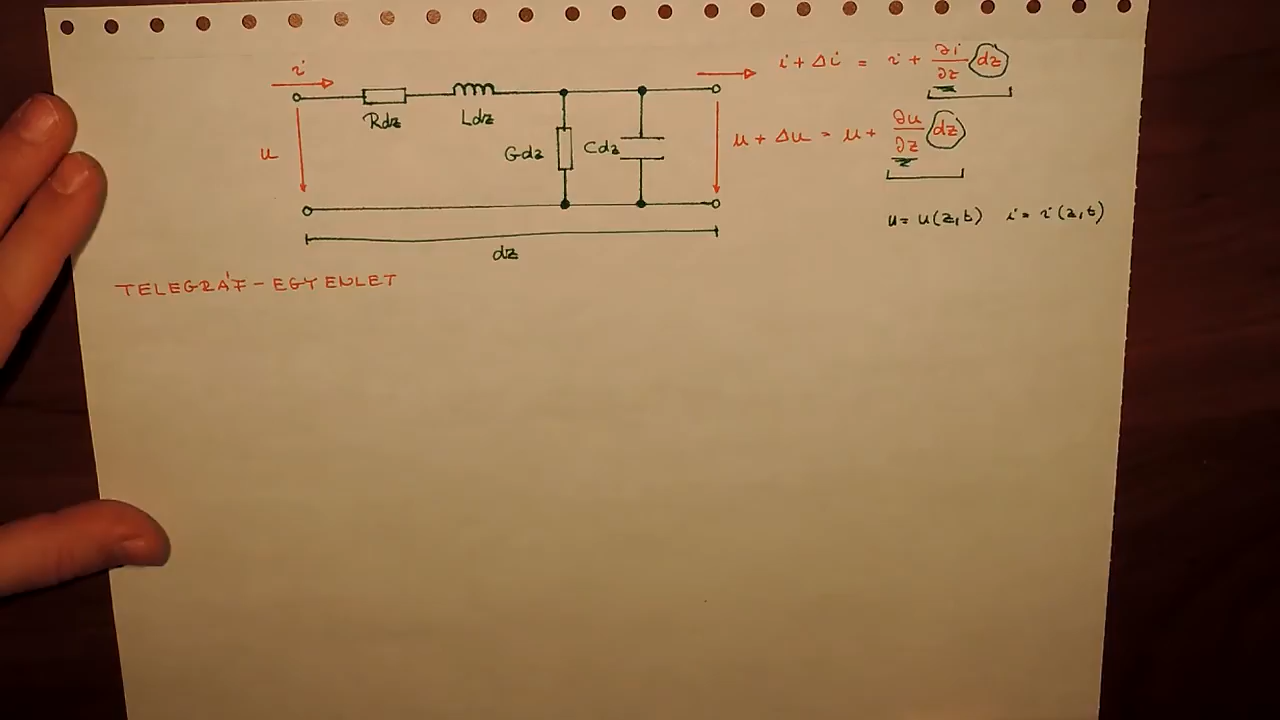 i
i + Δi = i + ∂i/∂z dz
Rdz
Ldz
u
Gdz
Cdz
u + Δu = u + ∂u/∂z dz
u = u(z,t) i = i(z,t)
dz
TELEGRÁF-EGYENLET